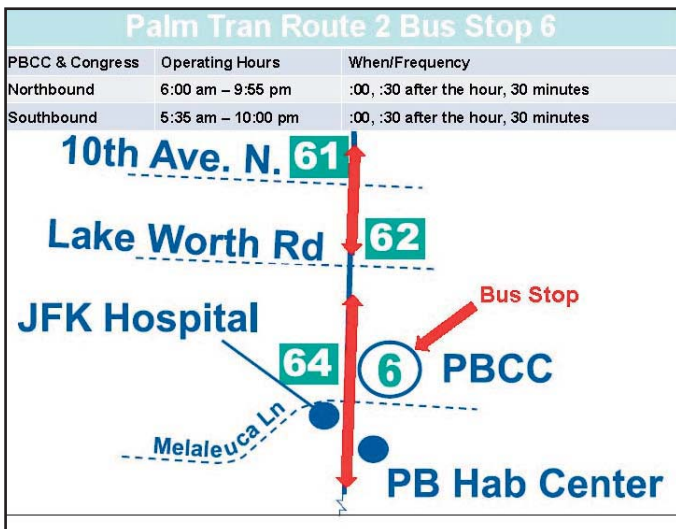 Palm Tran Route 2 Bus Stop 6
PBCC & Congress Operating Hours When/Frequency
Northbound 6:00 am – 9:55 pm :00, :30 after the hour, 30 minutes
Southbound 5:35 am – 10:00 pm :00, :30 after the hour, 30 minutes
10th Ave. N. 61
Lake Worth Rd 62
Bus Stop
JFK Hospital
64 6 PBCC
Melaleuca Ln
PB Hab Center